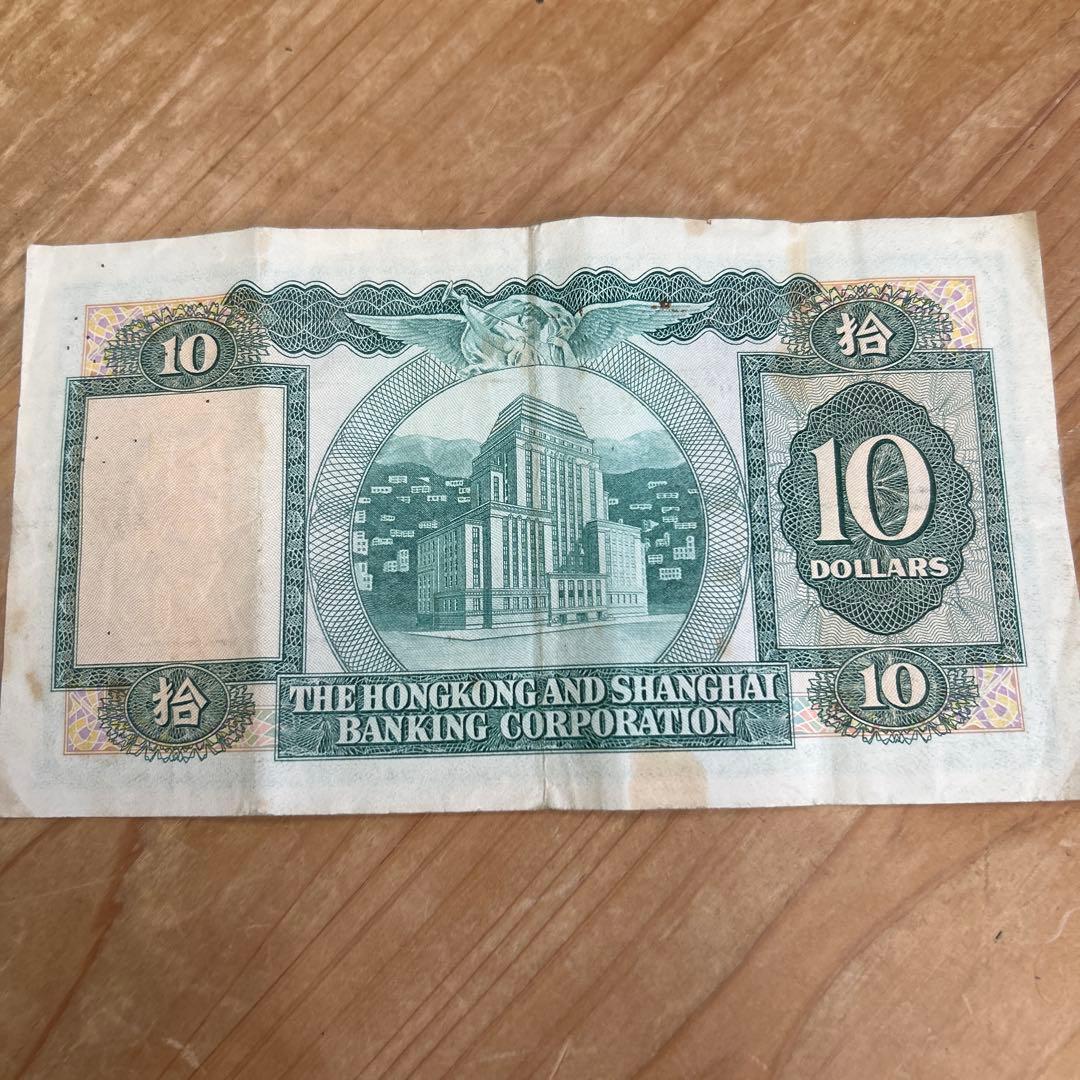 10
拾
10
DOLLARS
拾
10
THE HONGKONG AND SHANGHAI
BANKING CORPORATION